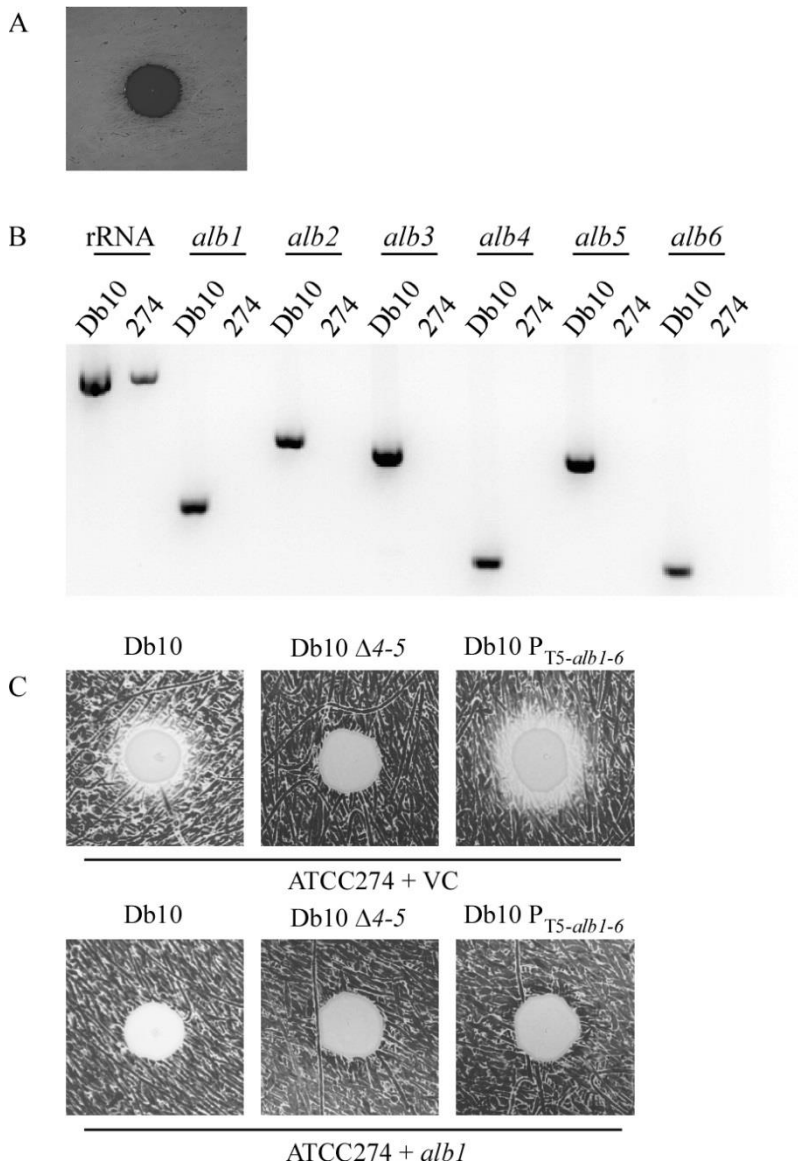 A
B
rRNA alb1 alb2 alb3 alb4 alb5 alb6
Db10 274 Db10 274 Db10 274 Db10 274 Db10 274 Db10 274 Db10 274
C
Db10 Db10 Δ4-5 Db10 PT5-alb1-6
ATCC274 + VC
Db10 Db10 Δ4-5 Db10 PT5-alb1-6
ATCC274 + alb1